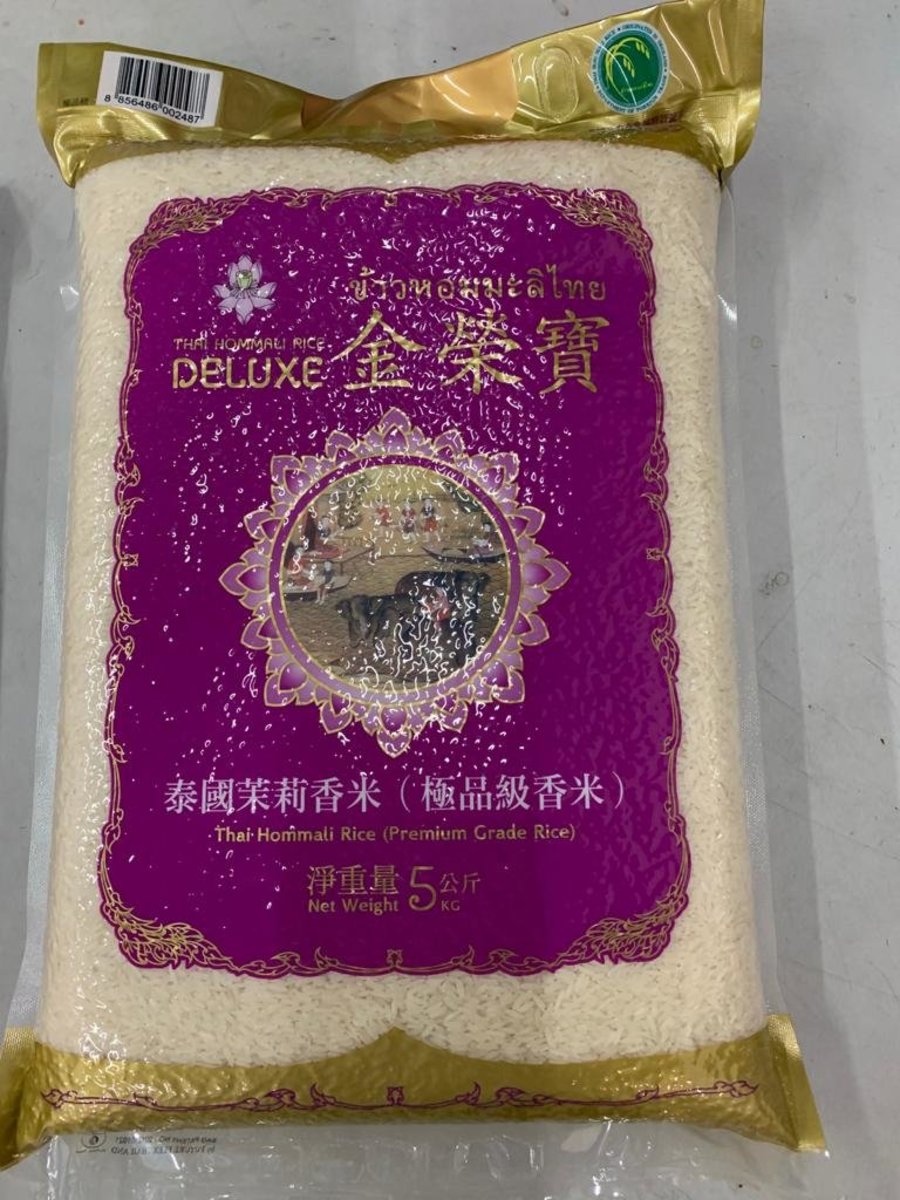 8 856486 002487
ข้าวหอมมะลิไทย
THAI HOMMALI RICE
DELUXE 金榮寶
泰國茉莉香米（極品級香米）
Thai Hommali Rice (Premium Grade Rice)
淨重量 5 公斤
Net Weight KG